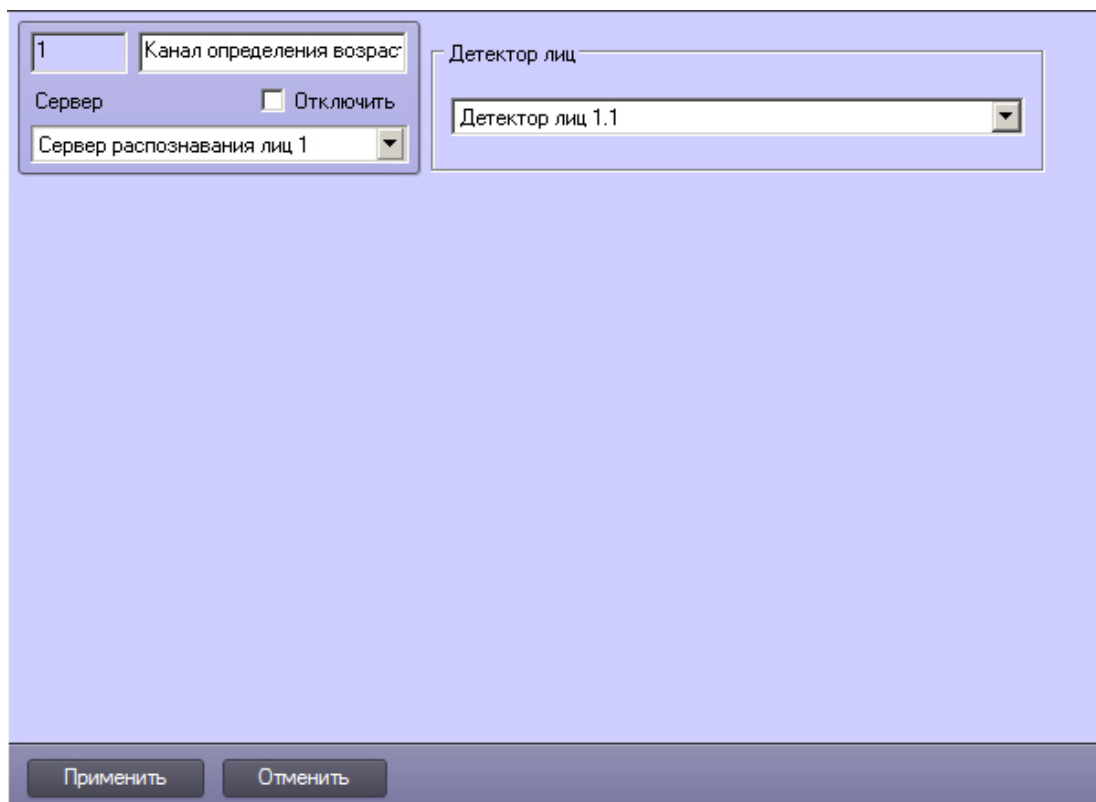 1
Канал определения возраст
Сервер
Отключить
Сервер распознавания лиц 1
Детектор лиц
Детектор лиц 1.1
Применить
Отменить